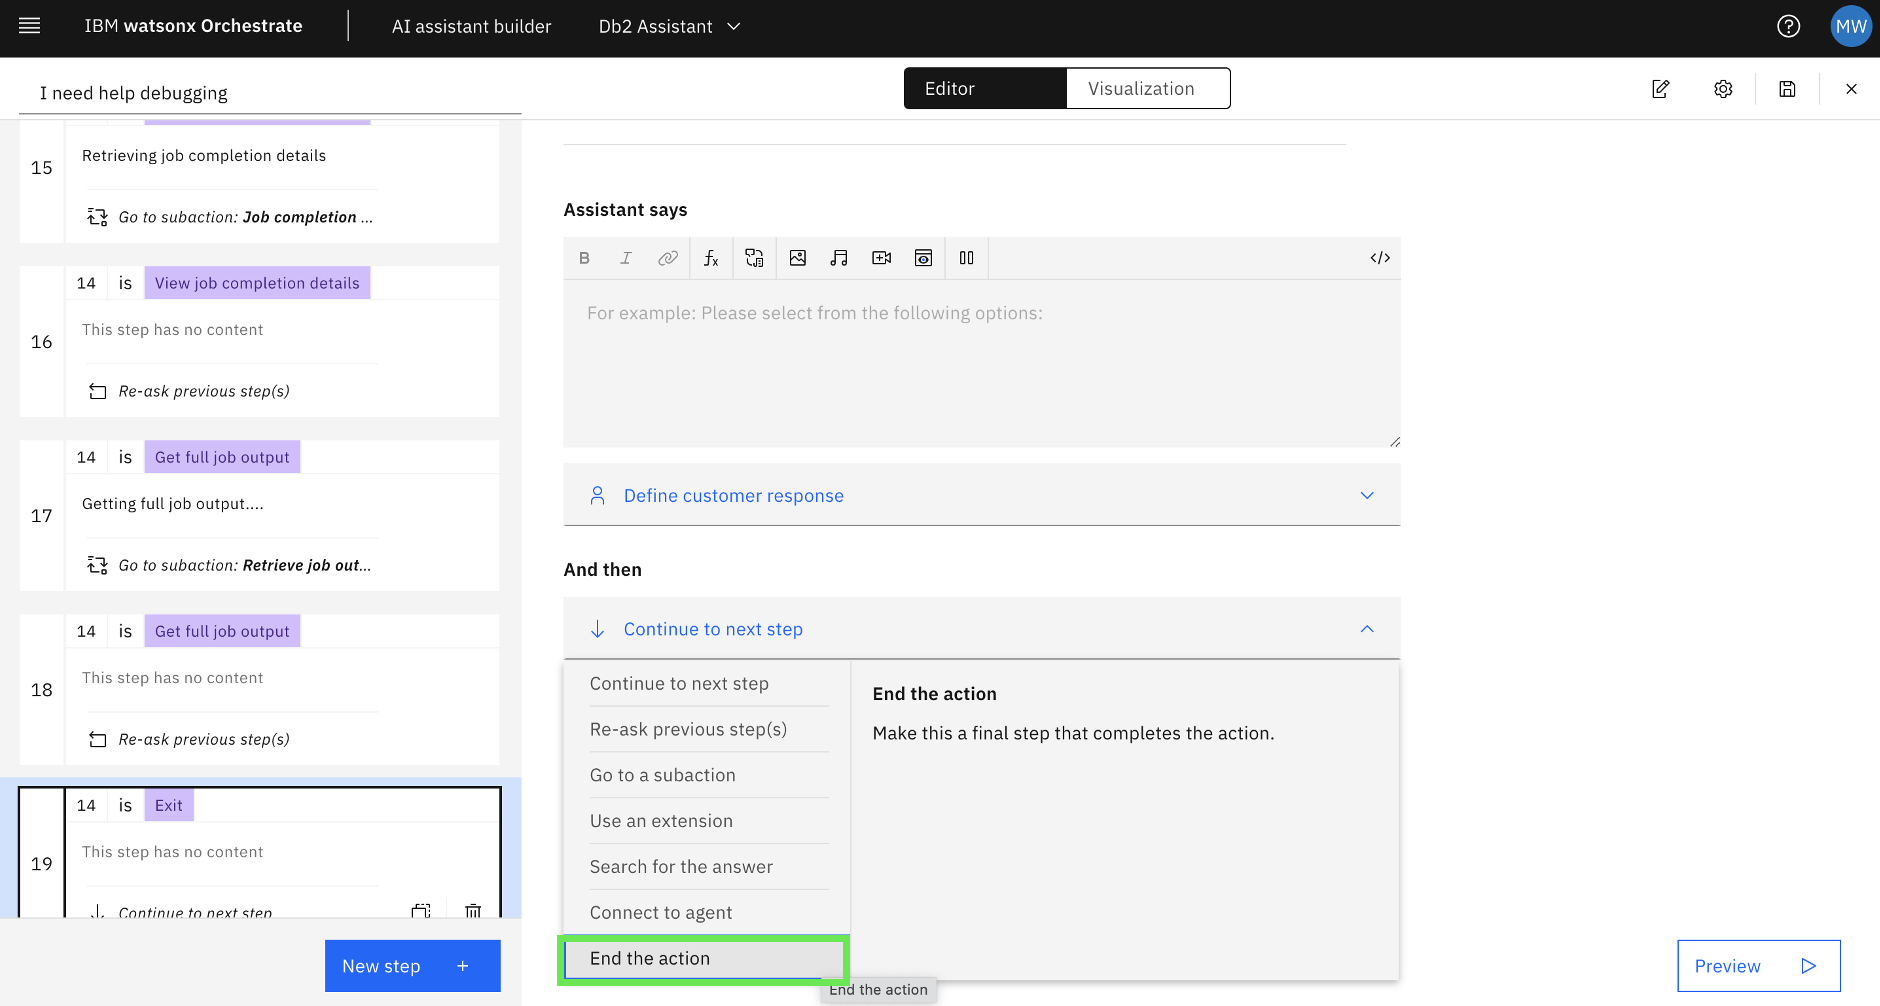 IBM watsonx Orchestrate
AI assistant builder
Db2 Assistant
MW
I need help debugging
Editor
Visualization
15
Retrieving job completion details
Go to subaction: Job completion ...
14 is View job completion details
16
This step has no content
Re-ask previous step(s)
14 is Get full job output
17
Getting full job output....
Go to subaction: Retrieve job out...
14 is Get full job output
18
This step has no content
Re-ask previous step(s)
14 is Exit
19
This step has no content
Continue to next step
New step +
Assistant says
B I fx </>
For example: Please select from the following options:
Define customer response
And then
Continue to next step
Continue to next step
Re-ask previous step(s)
Go to a subaction
Use an extension
Search for the answer
Connect to agent
End the action
End the action
Make this a final step that completes the action.
End the action
Preview